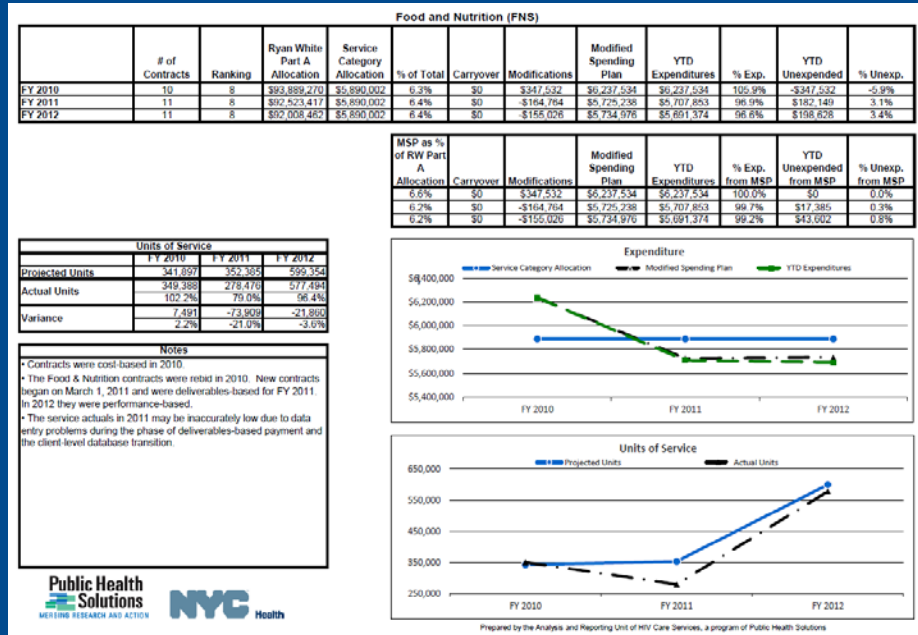 Food and Nutrition (FNS)
# of Contracts Ranking Ryan White Part A Allocation Service Category Allocation % of Total Carryover Modifications Modified Spending Plan YTD Expenditures % Exp. YTD Unexpended % Unexp.
FY 2010 10 8 $93,889,270 $5,890,002 6.3% $0 $347,532 $6,237,534 $6,237,534 105.9% -$347,532 -5.9%
FY 2011 11 8 $92,523,417 $5,890,002 6.4% $0 -$164,764 $5,725,238 $5,707,853 96.9% $182,149 3.1%
FY 2012 11 8 $92,008,462 $5,890,002 6.4% $0 -$155,026 $5,734,976 $5,691,374 96.6% $198,628 3.4%
MSP as % of RW Part A Allocation Carryover Modifications Modified Spending Plan YTD Expenditures % Exp. from MSP YTD Unexpended from MSP % Unexp. from MSP
6.6% $0 $347,532 $6,237,534 $6,237,534 100.0% $0 0.0%
6.2% $0 -$164,764 $5,725,238 $5,707,853 99.7% $17,385 0.3%
6.2% $0 -$155,026 $5,734,976 $5,691,374 99.2% $43,602 0.8%
Units of Service
FY 2010 FY 2011 FY 2012
Projected Units 341,897 352,385 599,354
Actual Units 349,388 278,476 577,494
102.2% 79.0% 96.4%
Variance 7,491 -73,909 -21,860
2.2% -21.0% -3.6%
Notes
• Contracts were cost-based in 2010.
• The Food & Nutrition contracts were rebid in 2010. New contracts
began on March 1, 2011 and were deliverables-based for FY 2011.
In 2012 they were performance-based.
• The service actuals in 2011 may be inaccurately low due to data
entry problems during the phase of deliverables-based payment and
the client-level database transition.
Expenditure
Service Category Allocation Modified Spending Plan YTD Expenditures
$6,400,000
$6,200,000
$6,000,000
$5,800,000
$5,600,000
$5,400,000
FY 2010 FY 2011 FY 2012
Units of Service
Projected Units Actual Units
650,000
550,000
450,000
350,000
250,000
FY 2010 FY 2011 FY 2012
Public Health
Solutions
MERGING RESEARCH AND ACTION
NYC Health
Prepared by the Analysis and Reporting Unit of HIV Care Services, a program of Public Health Solutions